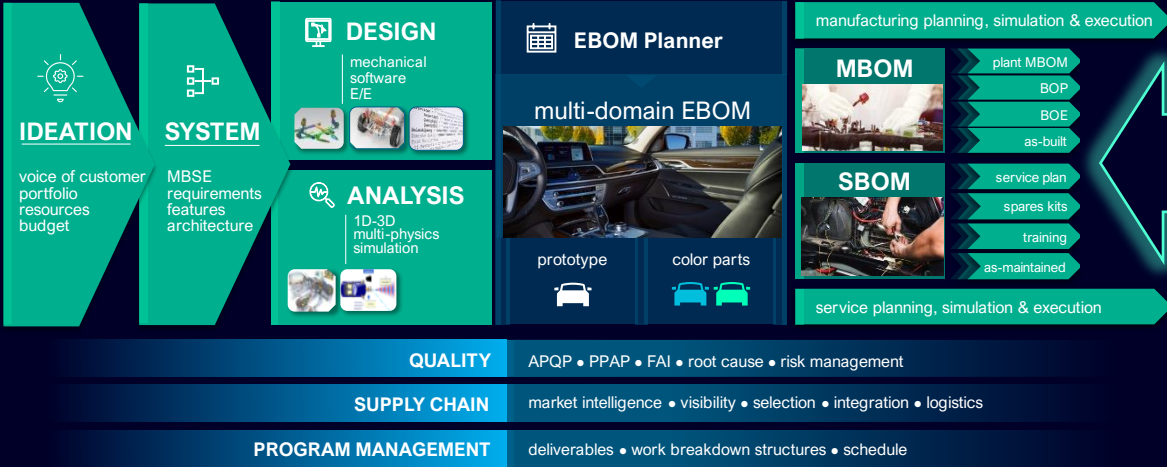 IDEATION
voice of customer
portfolio
resources
budget
SYSTEM
MBSE
requirements
features
architecture
DESIGN
mechanical
software
E/E
ANALYSIS
1D-3D
multi-physics
simulation
EBOM Planner
multi-domain EBOM
prototype
color parts
manufacturing planning, simulation & execution
MBOM
plant MBOM
BOP
BOE
as-built
SBOM
service plan
spares kits
training
as-maintained
service planning, simulation & execution
QUALITY
APQP ● PPAP ● FAI ● root cause ● risk management
SUPPLY CHAIN
market intelligence ● visibility ● selection ● integration ● logistics
PROGRAM MANAGEMENT
deliverables ● work breakdown structures ● schedule